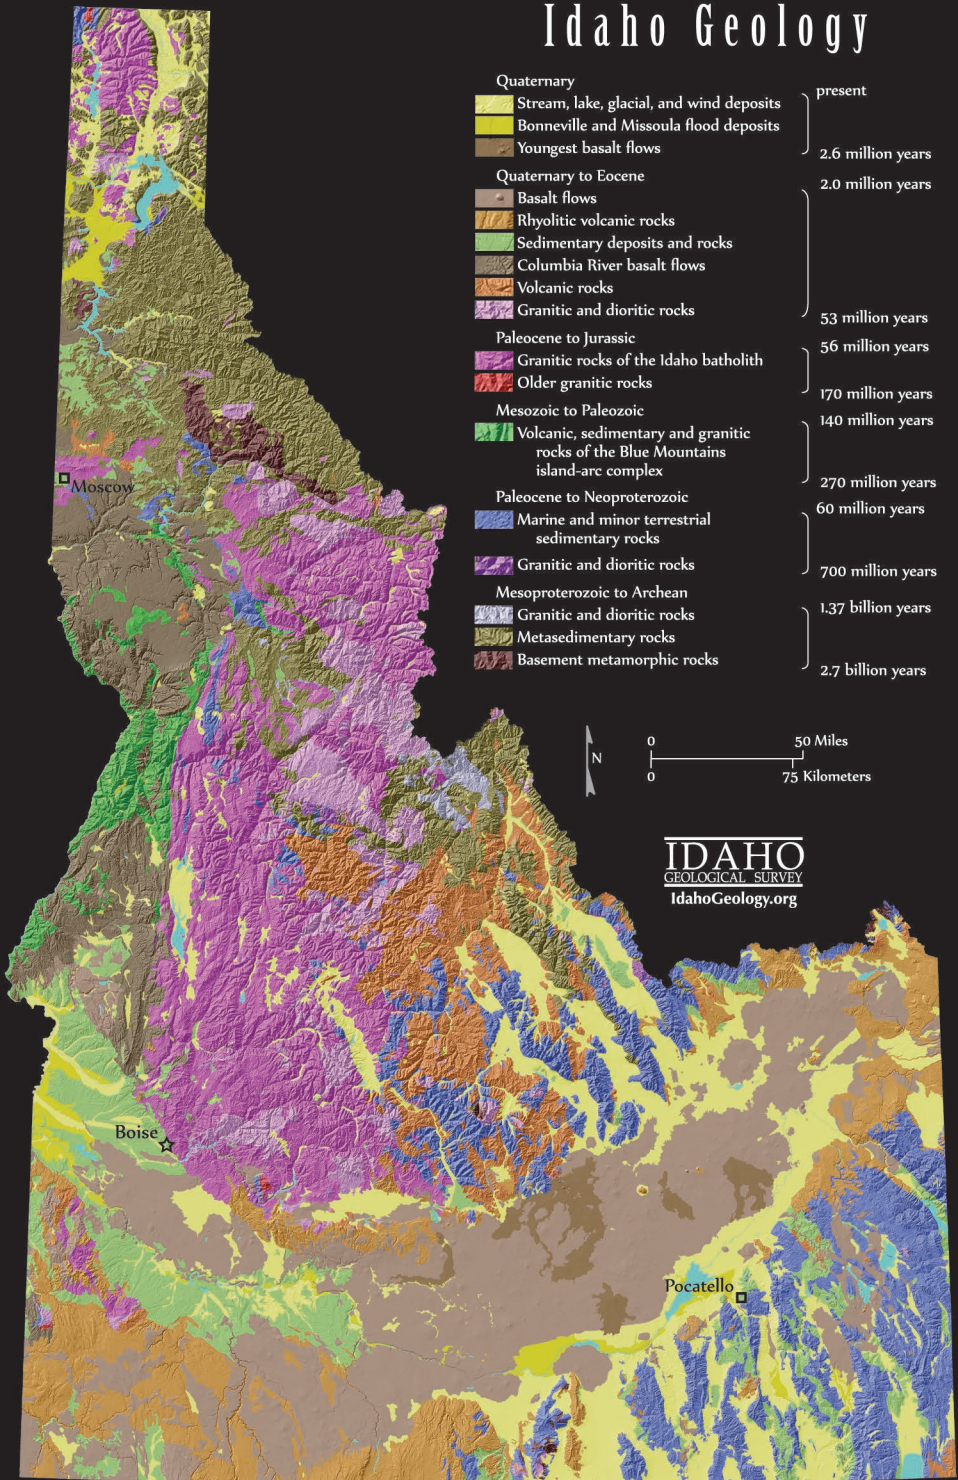 Idaho Geology
Quaternary
Stream, lake, glacial, and wind deposits
Bonneville and Missoula flood deposits
Youngest basalt flows
present
2.6 million years
Quaternary to Eocene
Basalt flows
Rhyolitic volcanic rocks
Sedimentary deposits and rocks
Columbia River basalt flows
Volcanic rocks
Granitic and dioritic rocks
2.0 million years
53 million years
Paleocene to Jurassic
Granitic rocks of the Idaho batholith
Older granitic rocks
56 million years
170 million years
Mesozoic to Paleozoic
Volcanic, sedimentary and granitic
rocks of the Blue Mountains
island-arc complex
140 million years
270 million years
Paleocene to Neoproterozoic
Marine and minor terrestrial
sedimentary rocks
Granitic and dioritic rocks
60 million years
700 million years
Mesoproterozoic to Archean
Granitic and dioritic rocks
Metasedimentary rocks
Basement metamorphic rocks
1.37 billion years
2.7 billion years
Moscow
N
0 50 Miles
0 75 Kilometers
IDAHO
GEOLOGICAL SURVEY
IdahoGeology.org
Boise
Pocatello